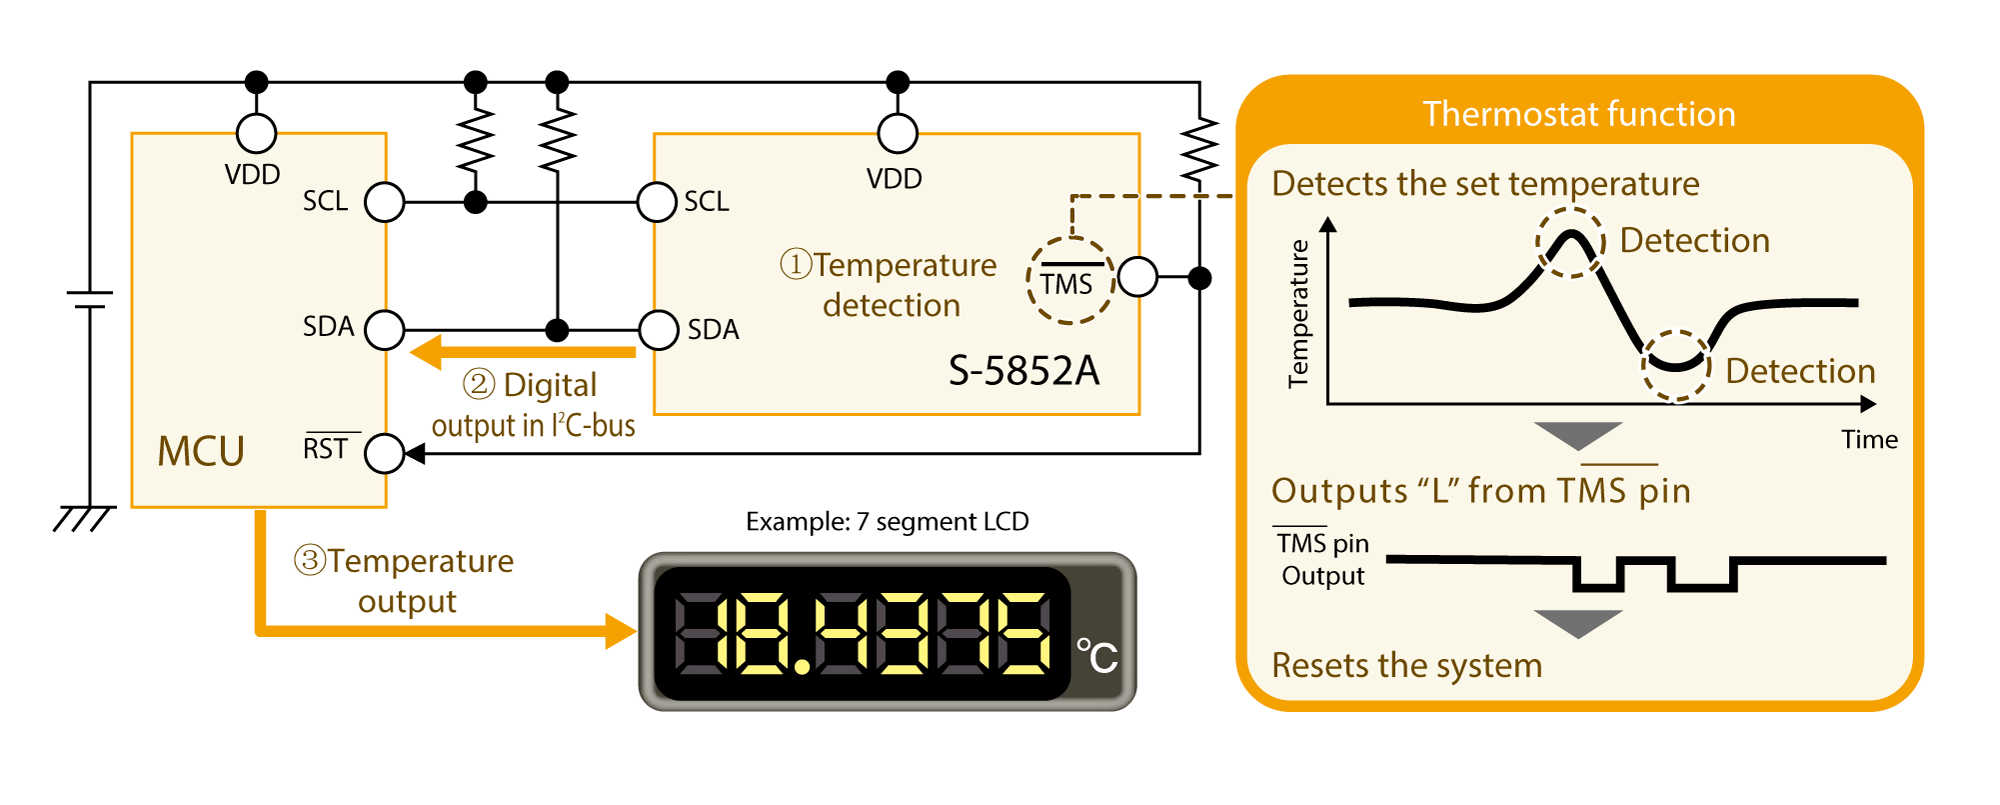 VDD
SCL
SDA
RST
MCU
VDD
SCL
SDA
①Temperature
detection
TMS
S-5852A
② Digital
output in I²C-bus
③Temperature
output
Example: 7 segment LCD
18.4375
℃
Thermostat function
Detects the set temperature
Temperature
Detection
Detection
Time
Outputs “L” from TMS pin
TMS pin
Output
Resets the system